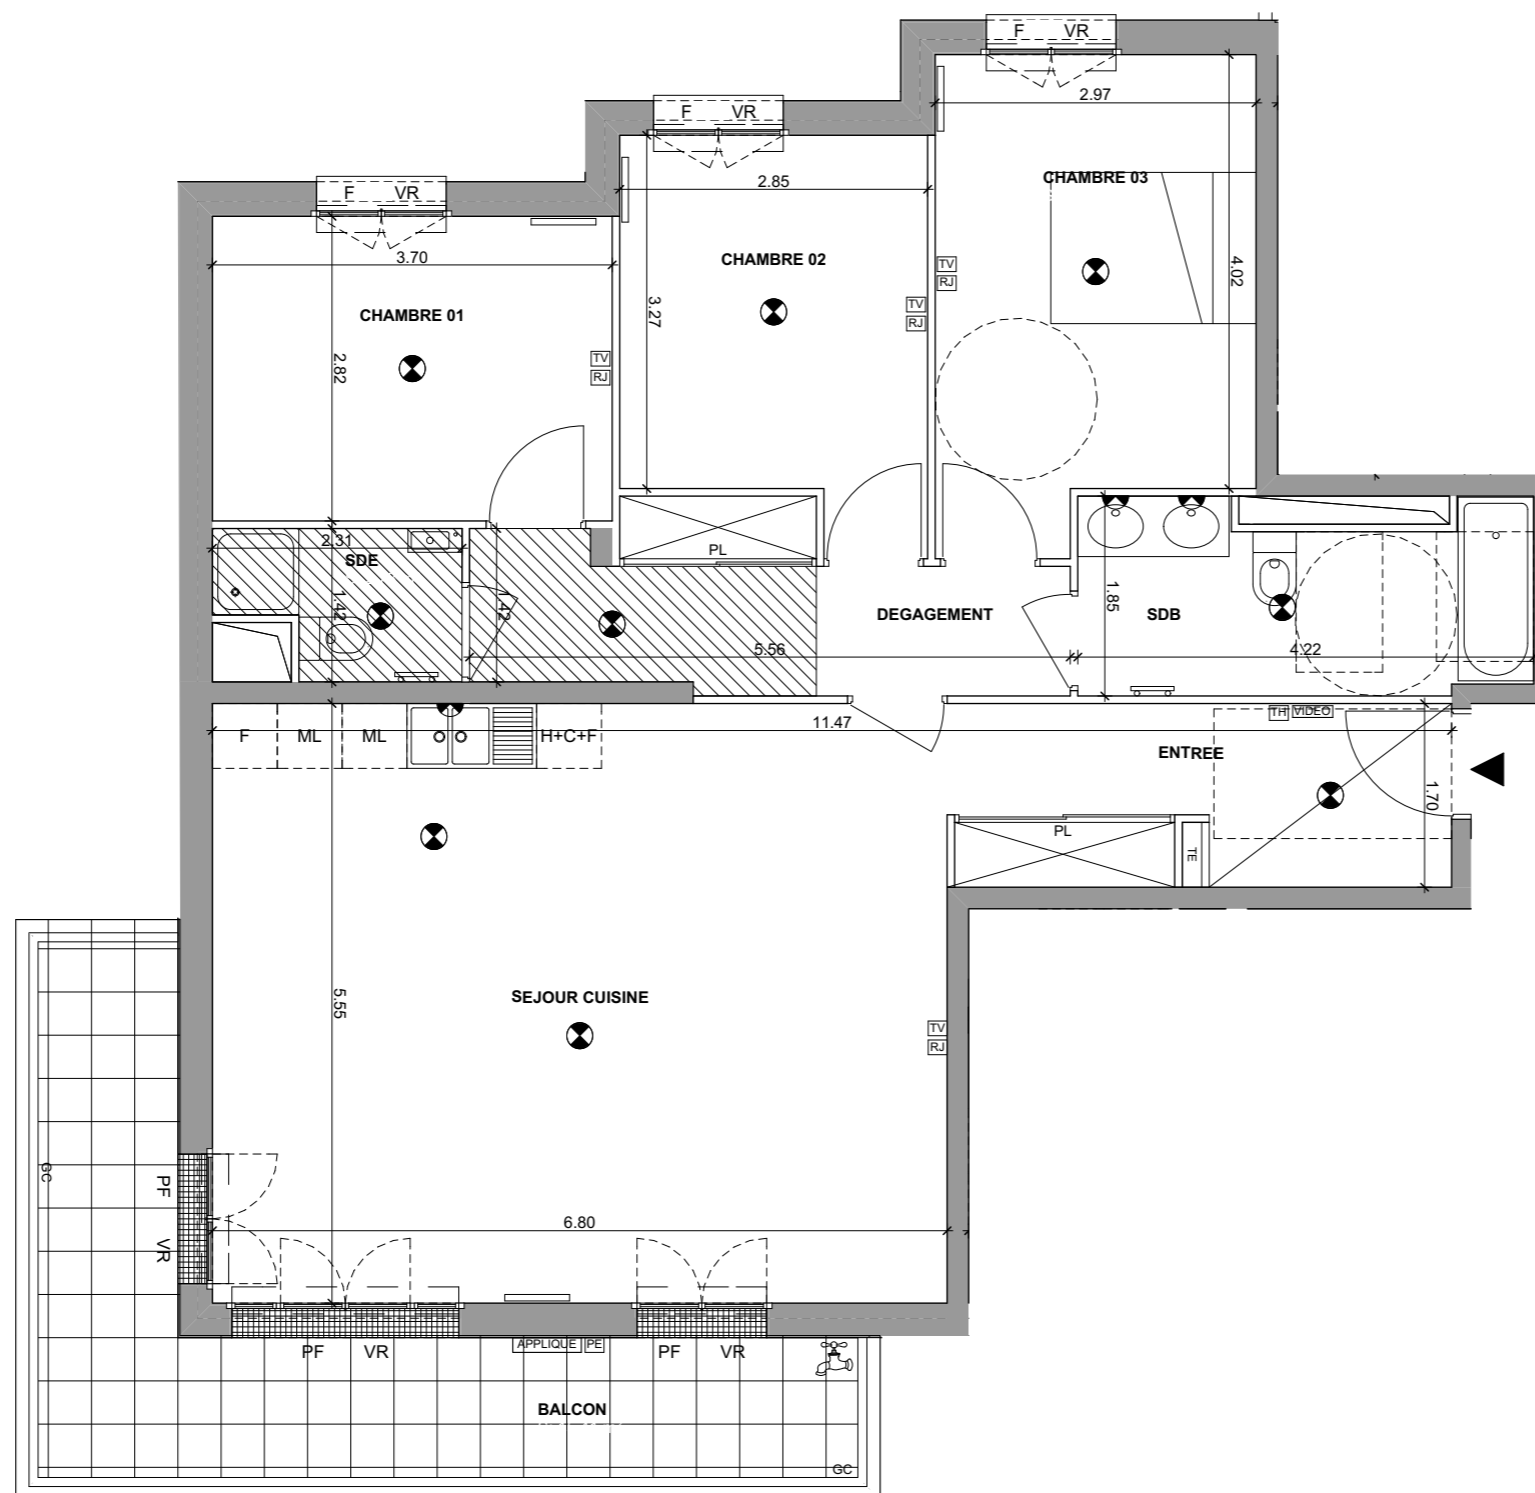 F VR
2.97
F VR
2.85
CHAMBRE 03
F VR
3.70
CHAMBRE 02
TV
RJ
4.02
CHAMBRE 01
3.27
TV
RJ
2.82
TV
RJ
2.31
SDE
PL
1.42
1.42
DEGAGEMENT
1.85
SDB
5.56
4.22
F
ML
ML
H+C+F
11.47
TH
VIDEO
ENTREE
1.70
PL
TE
5.55
SEJOUR CUISINE
TV
RJ
GC
PF
VR
6.80
PF VR
APPLIQUE
PE
PF VR
BALCON
GC